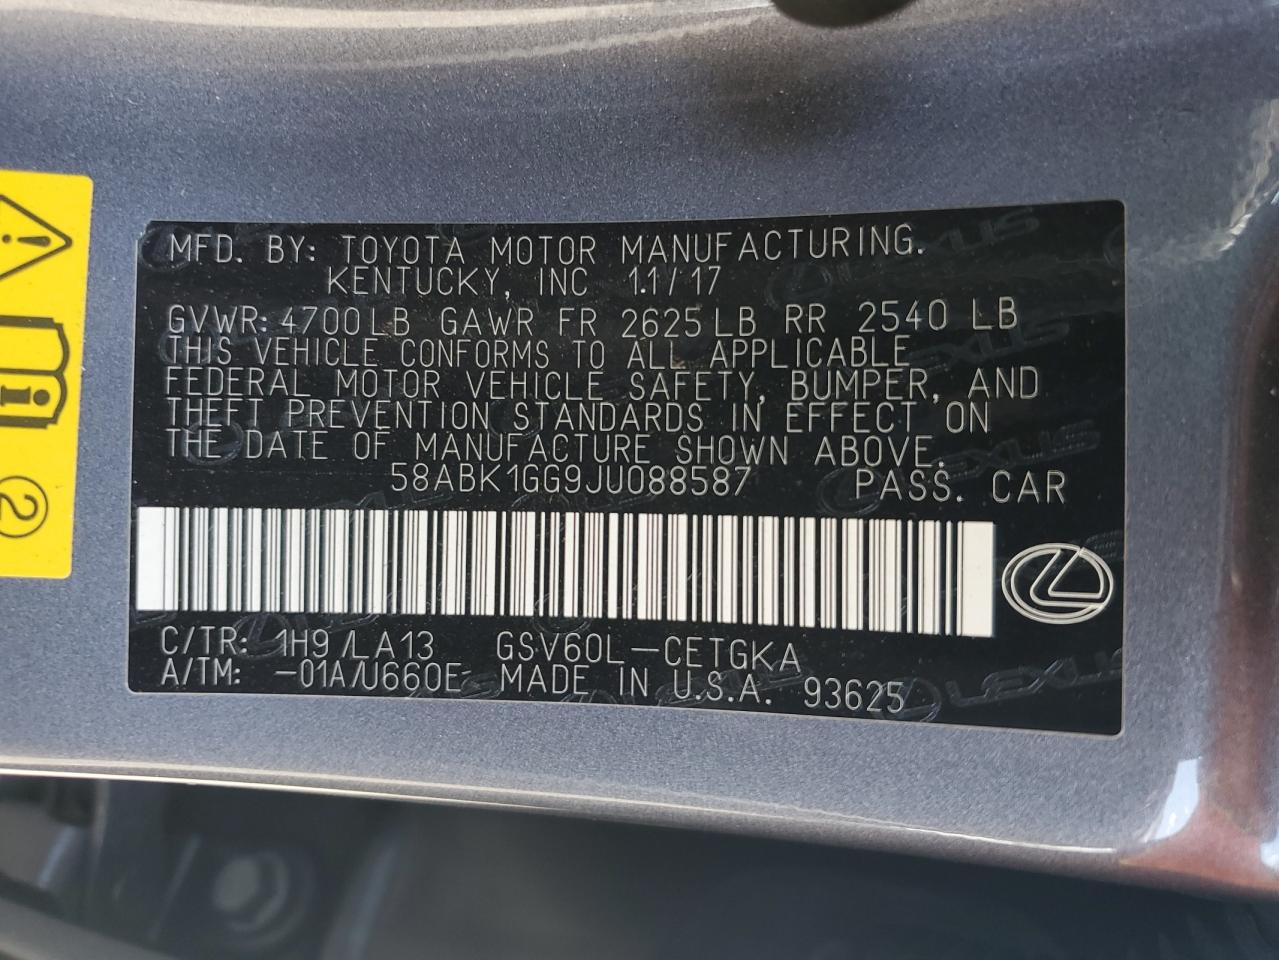 MFD. BY: TOYOTA MOTOR MANUFACTURING.
KENTUCKY, INC 11/17
GVWR: 4700LB GAWR FR 2625LB RR 2540 LB
THIS VEHICLE CONFORMS TO ALL APPLICABLE
FEDERAL MOTOR VEHICLE SAFETY, BUMPER, AND
THEFT PREVENTION STANDARDS IN EFFECT ON
THE DATE OF MANUFACTURE SHOWN ABOVE.
58ABK1GG9JU088587 PASS. CAR
C/TR: 1H9/LA13 GSV60L-CETGKA
A/TM: -01A/U660E MADE IN U.S.A. 93625
LEXUS
2